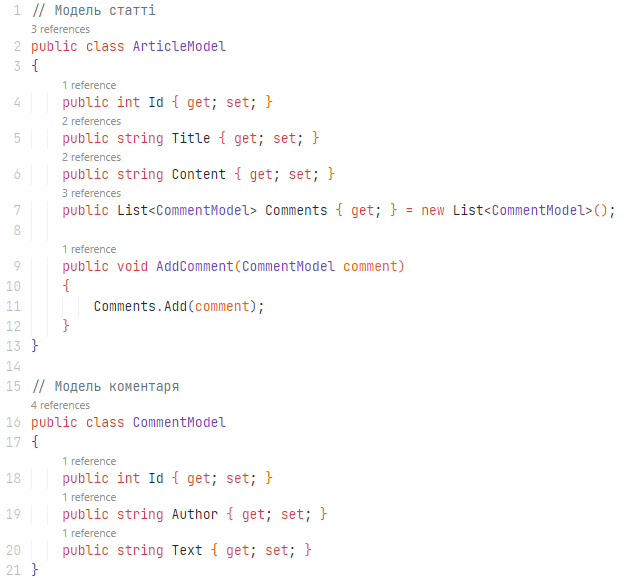 1 // Модель статті
3 references
2 public class ArticleModel
3 {
1 reference
4 public int Id { get; set; }
2 references
5 public string Title { get; set; }
2 references
6 public string Content { get; set; }
3 references
7 public List<CommentModel> Comments { get; } = new List<CommentModel>();
8
1 reference
9 public void AddComment(CommentModel comment)
10 {
11 Comments.Add(comment);
12 }
13 }
14
15 // Модель коментаря
4 references
16 public class CommentModel
17 {
1 reference
18 public int Id { get; set; }
1 reference
19 public string Author { get; set; }
1 reference
20 public string Text { get; set; }
21 }